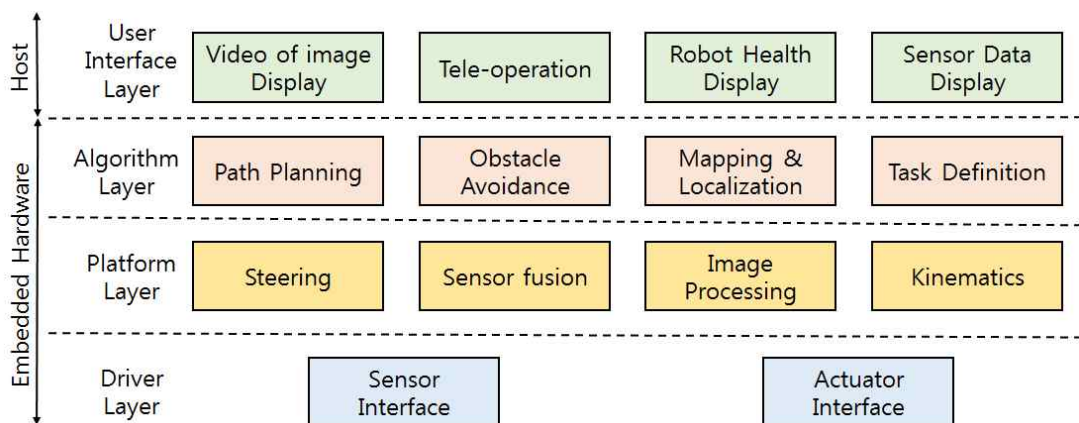 Host
User
Interface
Layer
Video of image
Display
Tele-operation
Robot Health
Display
Sensor Data
Display
Embedded Hardware
Algorithm
Layer
Path Planning
Obstacle
Avoidance
Mapping &
Localization
Task Definition
Platform
Layer
Steering
Sensor fusion
Image
Processing
Kinematics
Driver
Layer
Sensor
Interface
Actuator
Interface